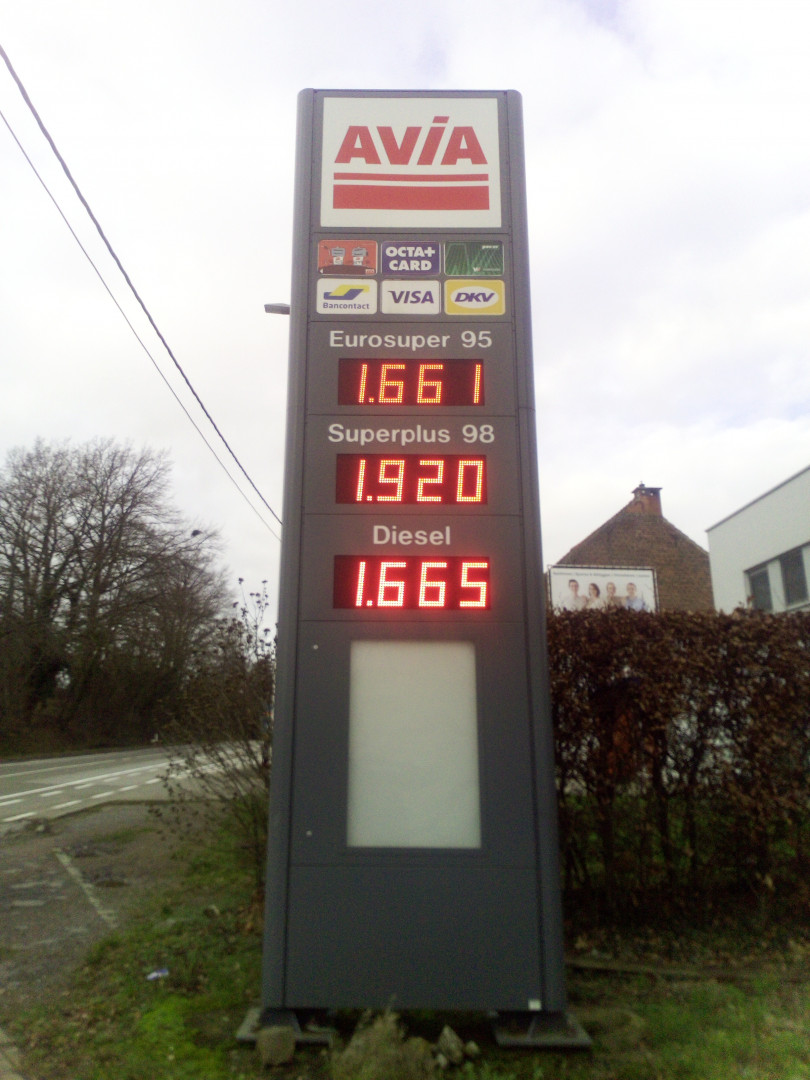 AVIA
OCTA+
CARD
Bancontact
VISA
DKV
Eurosuper 95
1.661
Superplus 98
1.920
Diesel
1.665